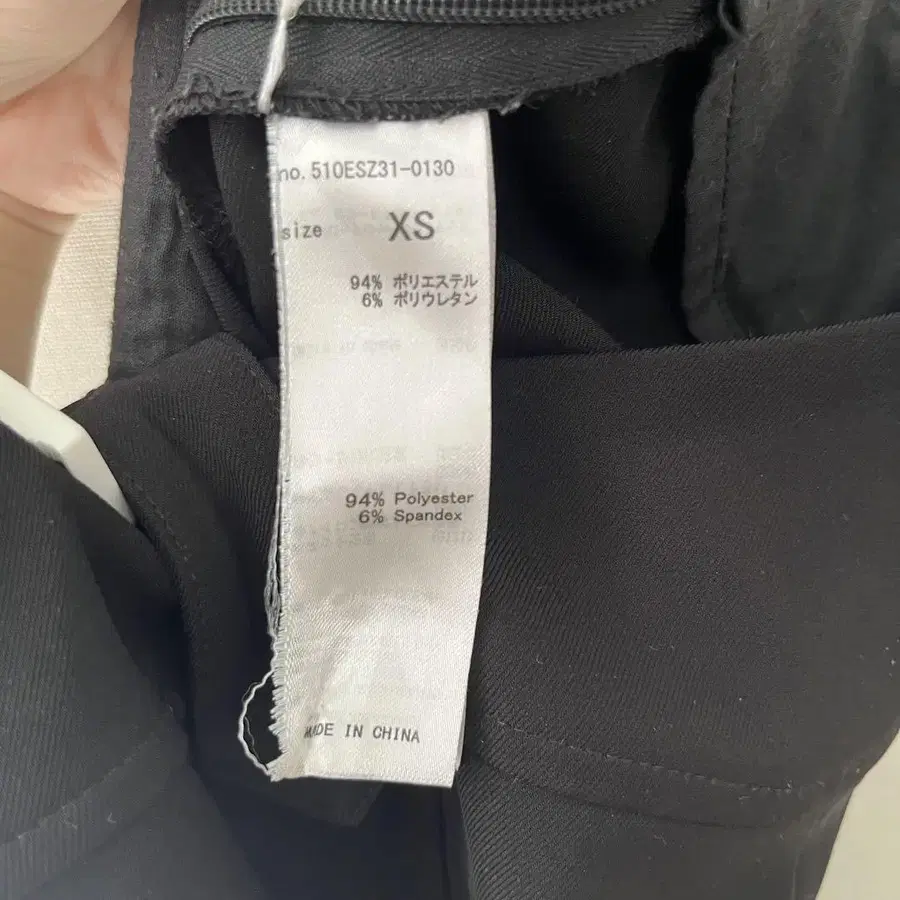 no. 510ESZ31-0130
size XS
94% ポリエステル
6% ポリウレタン
94% Polyester
6% Spandex
MADE IN CHINA